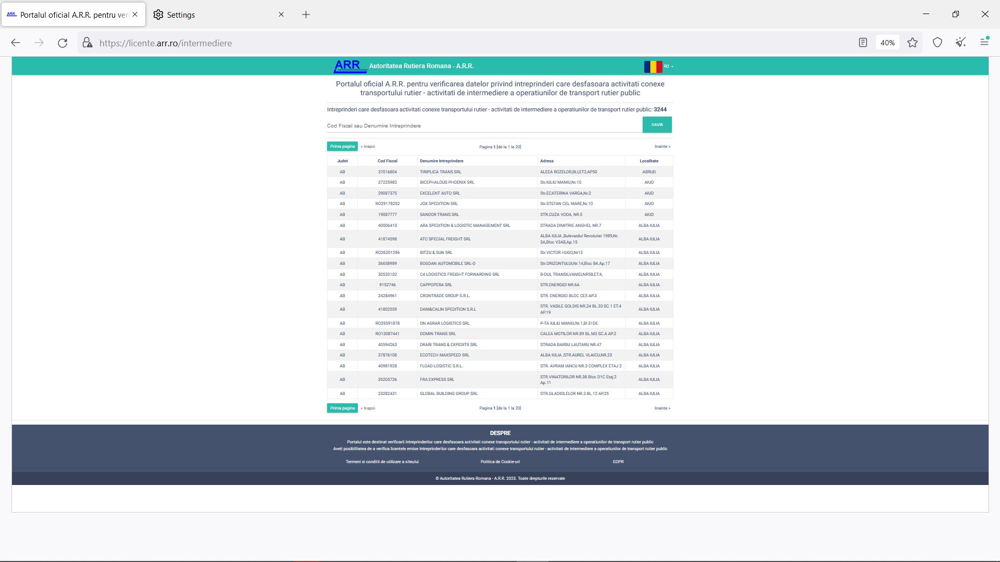 Portalul oficial A.R.R. pentru veri
Settings
https://licente.arr.ro/intermediere
40%
ARR Autoritatea Rutiera Romana - A.R.R.
RO
Portalul oficial A.R.R. pentru verificarea datelor privind intreprinderi care desfasoara activitati conexe
transportului rutier - activitati de intermediere a operatiunilor de transport rutier public
Intreprinderi care desfasoara activitati conexe transportului rutier - activitati de intermediere a operatiunilor de transport rutier public: 3244
Cod Fiscal sau Denumire Intreprindere
CAUTA
Prima pagina « Inapoi Pagina 1 [de la 1 la 20] Inainte »
Judet Cod Fiscal Denumire Intreprindere Adresa Localitate
AB 37016804 TIRIPLICA TRANS SRL ALEEA ROZELOR,BLI,ET2,AP50 ABRUD
AB 37225983 BICEPHALOUS PHOENIX SRL Str.IULIU MANIU,Nr.10 AIUD
AB 29087375 EXCELENT AUTO SRL Str.ECATERINA VARGA,Nr.2 AIUD
AB RO29178252 JOX SPEDITION SRL Str.STEFAN CEL MARE,Nr.10 AIUD
AB 19087777 SANDOR TRANS SRL STR.CUZA VODA, NR.5 AIUD
AB 40006410 ARA SPEDITION & LOGISTIC MANAGEMENT SRL STRADA DIMITRIE ANGHEL NR.7 ALBA IULIA
AB 41874598 ATC SPECIAL FREIGHT SRL ALBA IULIA ,Bulevardul Revolutiei 1989,Nr.
3A,Bloc V3AB,Ap.15 ALBA IULIA
AB RO26201296 BITZU & SUN SRL Str.VICTOR HUGO,Nr13 ALBA IULIA
AB 36658989 BOGDAN AUTOMOBILE SRL-D Str.ORIZONTULUI,Nr.14,Bloc B4.Ap.17 ALBA IULIA
AB 30520102 C4 LOGISTICS FREIGHT FORWARDING SRL B-DUL TRANSILVANIEI,NR5B,ET.II, ALBA IULIA
AB 9152746 CAPPOPERA SRL STR.ENERGIEI NR.6A ALBA IULIA
AB 24284961 CRONTRADE GROUP S.R.L. STR. ENERGIEI BLOC CE5 AP.3 ALBA IULIA
AB 41802559 DANI&CALIN SPEDITION S.R.L STR. VASILE GOLDIS NR.24 BL.33 SC.1 ET.4
AP.19 ALBA IULIA
AB RO29591878 DN AGRAR LOGISTICS SRL P-TA IULIU MANIU,Nr.1,Bl.31DE ALBA IULIA
AB RO13087441 DOMIN TRANS SRL CALEA MOTILOR NR.89 BL.M3 SC.A AP.2 ALBA IULIA
AB 40594263 DRARI TRANS & EXPEDITII SRL STRADA BARBU LAUTARU NR.47 ALBA IULIA
AB 37876108 ECOTECH MAXSPEED SRL ALBA IULIA ,STR.AUREL VLAICU,NR.23 ALBA IULIA
AB 40981928 FLOAD LOGISTIC S.R.L. STR. AVRAM IANCU NR.3 COMPLEX ETAJ 2 ALBA IULIA
AB 35205726 FRA EXPRESS SRL STR.VINATORILOR NR.38 Bloc D1C Etaj 2
Ap.11 ALBA IULIA
AB 23282431 GLOBAL BUILDING GROUP SRL STR.GLADIOLELOR NR.3 BL.12 AP.25 ALBA IULIA
Prima pagina « Inapoi Pagina 1 [de la 1 la 20] Inainte »
DESPRE
Portalul este destinat verificarii Intreprinderilor care desfasoara activitati conexe transportului rutier - activitati de intermediere a operatiunilor de transport rutier public
Aveti posibilitatea de a verifica licentele emise Intreprinderilor care desfasoara activitati conexe transportului rutier - activitati de intermediere a operatiunilor de transport rutier public
Termeni si conditii de utilizare a siteului Politica de Cookie-uri GDPR
© Autoritatea Rutiera Romana - A.R.R. 2023. Toate drepturile rezervate